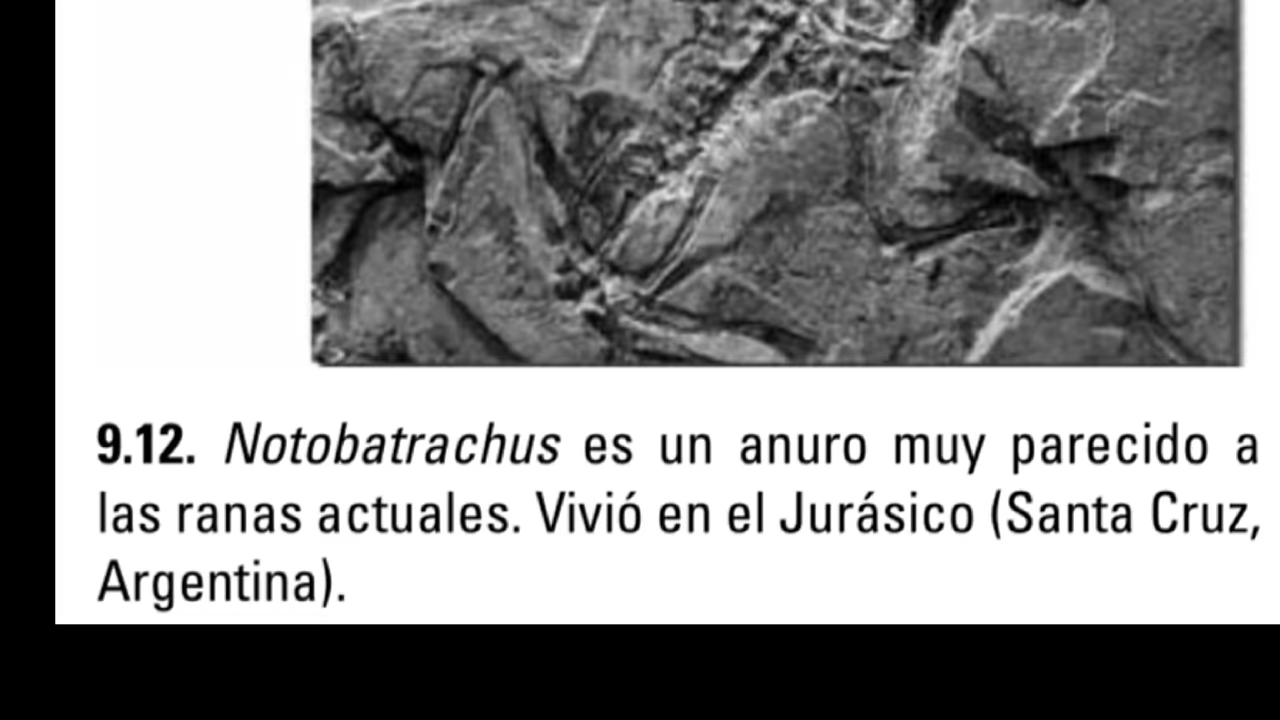 9.12. Notobatrachus es un anuro muy parecido a
las ranas actuales. Vivió en el Jurásico (Santa Cruz,
Argentina).